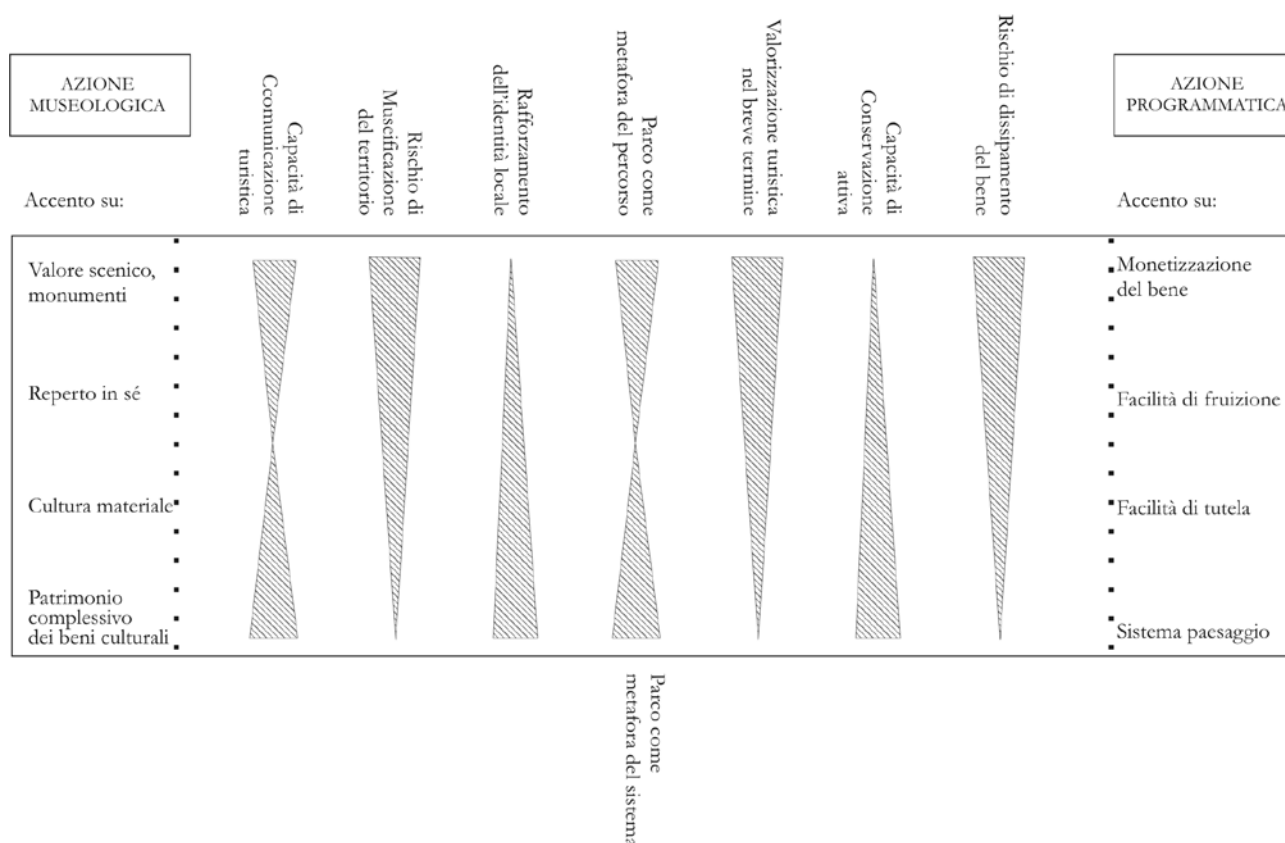 AZIONE
MUSEOLOGICA
Accento su:
Capacità di
Ccomunicazione
turistica
Rischio di
Museificazione
del territorio
Rafforzamento
dell'identità locale
Parco come
metafora del percorso
Valorizzazione turistica
nel breve termine
Capacità di
Conservazione
attiva
Rischio di dissipamento
del bene
AZIONE
PROGRAMMATICA
Accento su:
Valore scenico,
monumenti
Reperto in sé
Cultura materiale
Patrimonio
complessivo
dei beni culturali
Monetizzazione
del bene
Facilità di fruizione
Facilità di tutela
Sistema paesaggio
Parco come
metafora del sistema